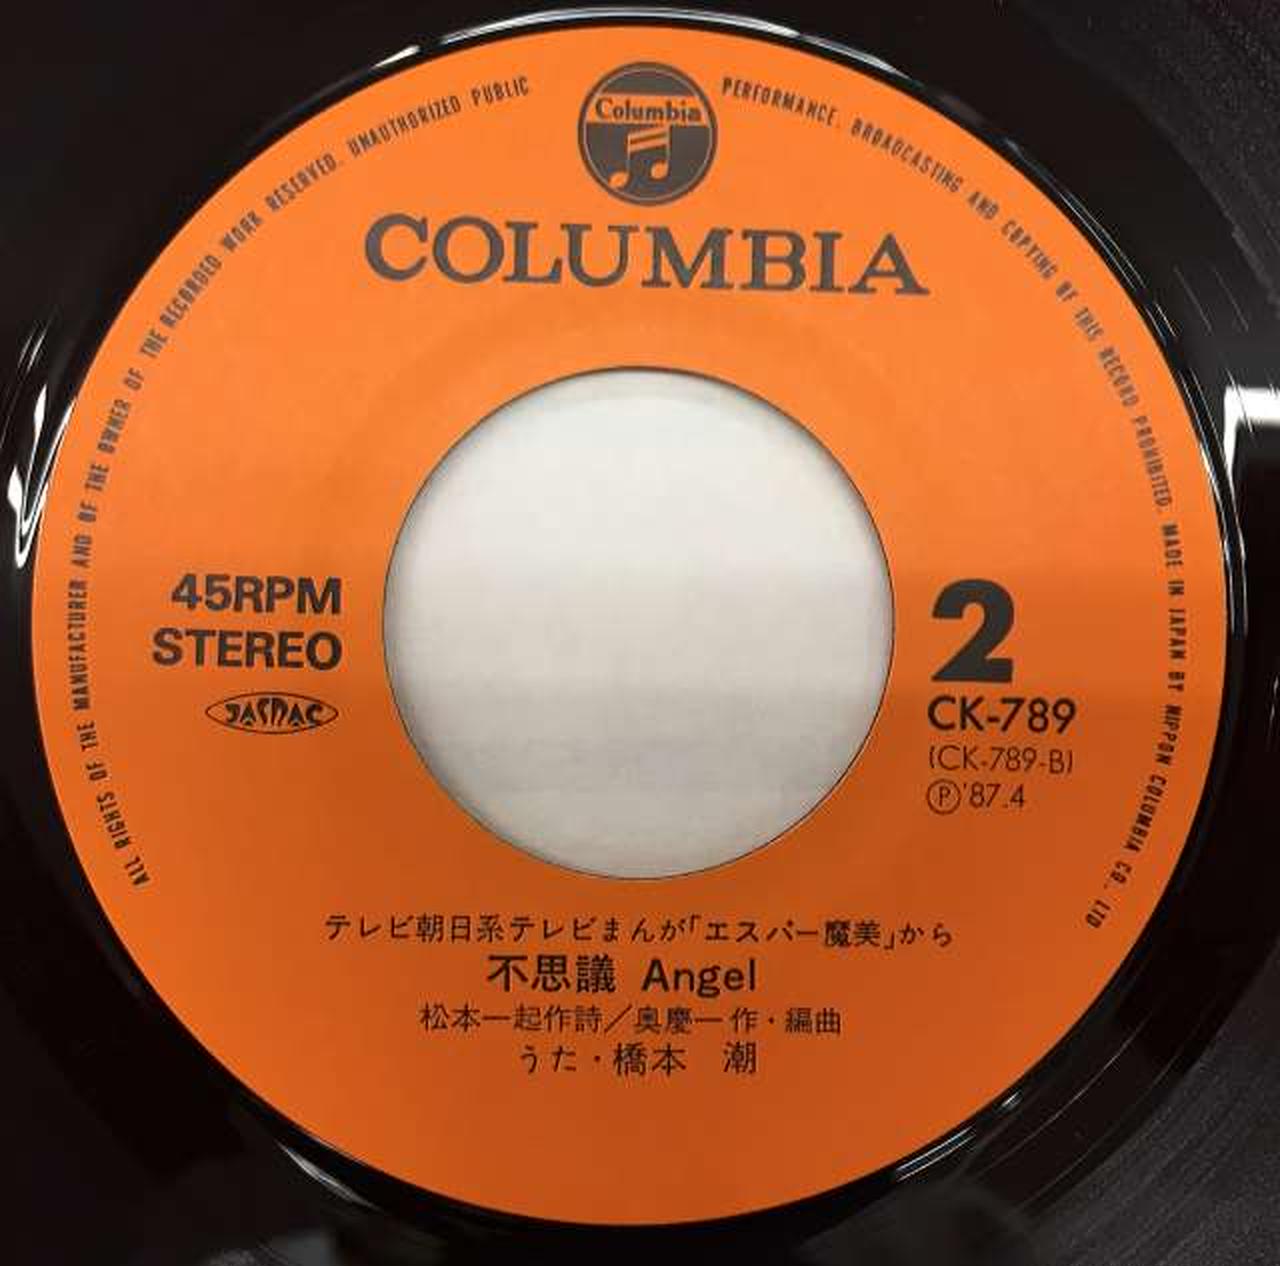 ALL RIGHTS OF THE MANUFACTURER AND OF THE OWNER OF THE RECORDED WORK RESERVED. UNAUTHORIZED PUBLIC PERFORMANCE, BROADCASTING AND COPYING OF THIS RECORD PROHIBITED. MADE IN JAPAN BY NIPPON COLUMBIA CO., LTD
Columbia
COLUMBIA
45RPM
STEREO
JASRAC
2
CK-789
(CK-789-B)
Ⓟ'87.4
テレビ朝日系テレビまんが「エスパー魔美」から
不思議 Angel
松本一起作詩／奥慶一作・編曲
うた・橋本 潮